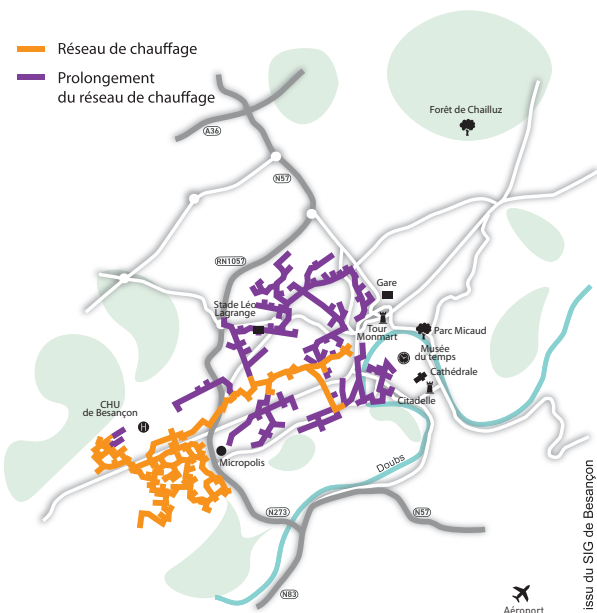 Réseau de chauffage
Prolongement
du réseau de chauffage
Forêt de Chailluz
A36
N57
RN1057
Gare
Stade Léo
Lagrange
Tour
Monmart
Parc Micaud
Musée
du temps
Cathédrale
Citadelle
CHU
de Besançon
H
Micropolis
Doubs
N273
N57
N83
Aéroport
issu du SIG de Besançon